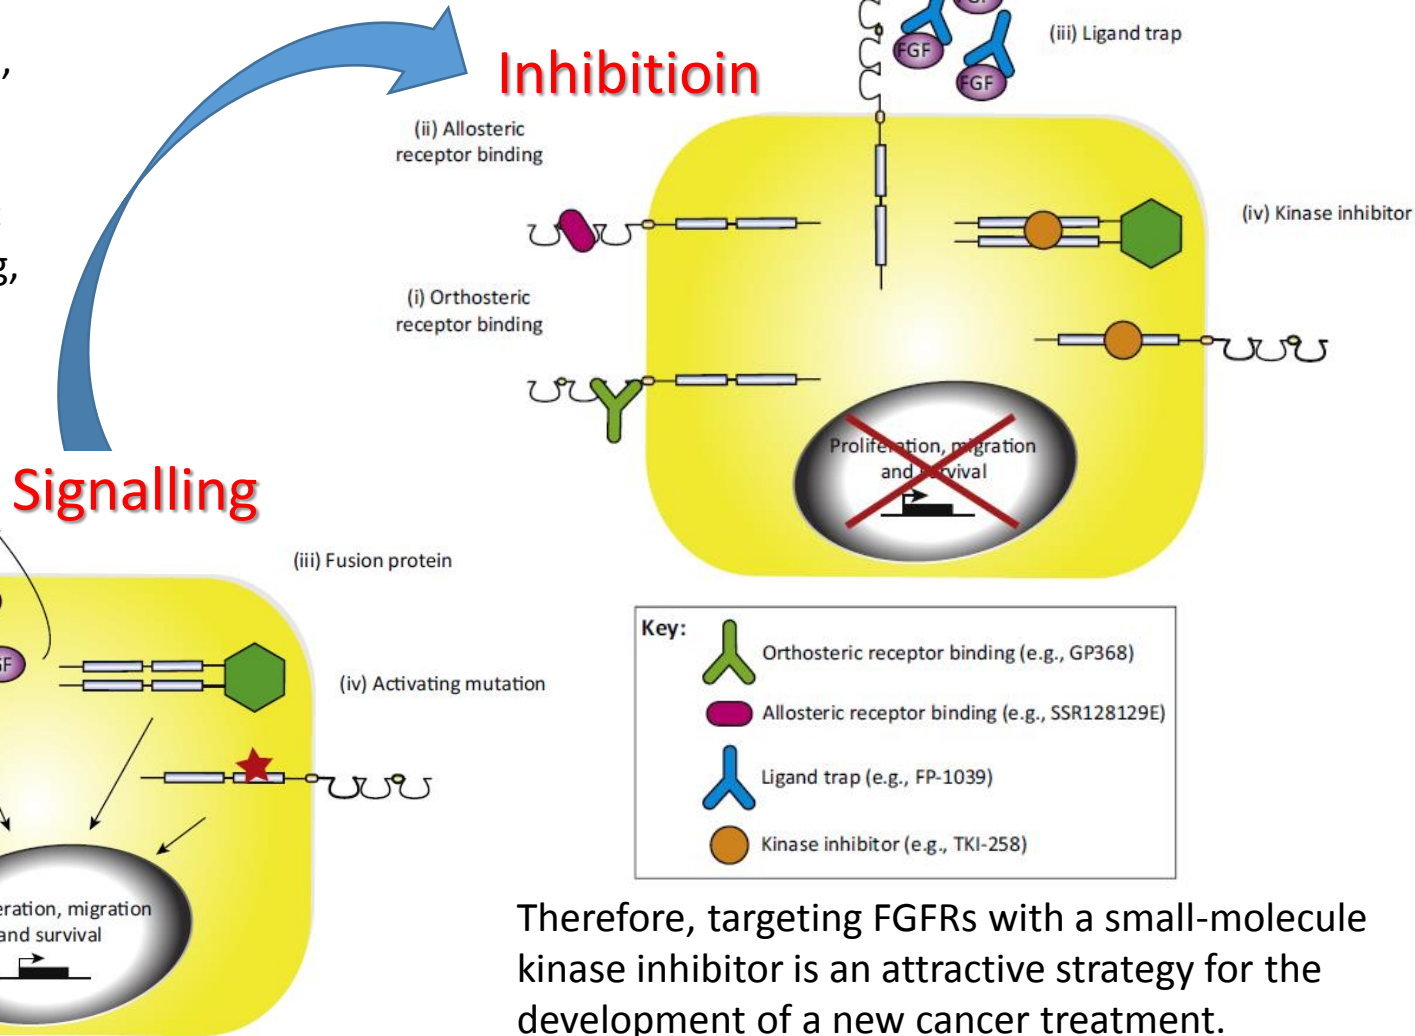 Inhibitioin
FGF
FGF
(iii) Ligand trap
(ii) Allosteric
receptor binding
(iv) Kinase inhibitor
(i) Orthosteric
receptor binding
Proliferation, migration
and survival
Signalling
(iii) Fusion protein
(iv) Activating mutation
migration
and survival
Key:
Orthosteric receptor binding (e.g., GP368)
Allosteric receptor binding (e.g., SSR128129E)
Ligand trap (e.g., FP-1039)
Kinase inhibitor (e.g., TKI-258)
Therefore, targeting FGFRs with a small-molecule
kinase inhibitor is an attractive strategy for the
development of a new cancer treatment.